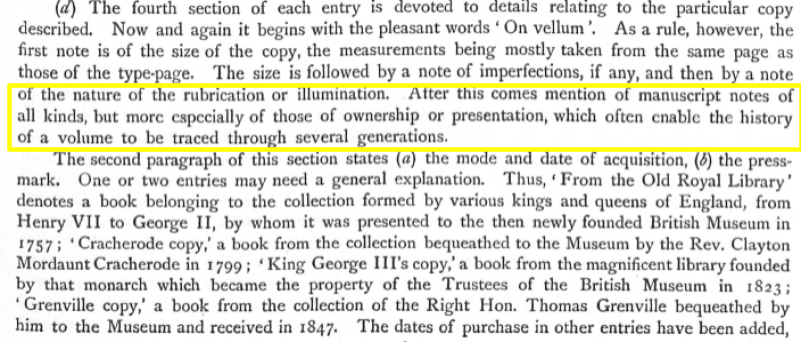 (d) The fourth section of each entry is devoted to details relating to the particular copy
described. Now and again it begins with the pleasant words ‘ On vellum ’. As a rule, however, the
first note is of the size of the copy, the measurements being mostly taken from the same page as
those of the type-page. The size is followed by a note of imperfections, if any, and then by a note
of the nature of the rubrication or illumination. After this comes mention of manuscript notes of
all kinds, but more especially of those of ownership or presentation, which often enable the history
of a volume to be traced through several generations.
The second paragraph of this section states (a) the mode and date of acquisition, (b) the press-
mark. One or two entries may need a general explanation. Thus, ‘ From the Old Royal Library ’
denotes a book belonging to the collection formed by various kings and queens of England, from
Henry VII to George II, by whom it was presented to the then newly founded British Museum in
1757 ; ‘ Cracherode copy,’ a book from the collection bequeathed to the Museum by the Rev. Clayton
Mordaunt Cracherode in 1799 ; ‘ King George III's copy,’ a book from the magnificent library founded
by that monarch which became the property of the Trustees of the British Museum in 1823 ;
‘ Grenville copy,’ a book from the collection of the Right Hon. Thomas Grenville bequeathed by
him to the Museum and received in 1847. The dates of purchase in other entries have been added,